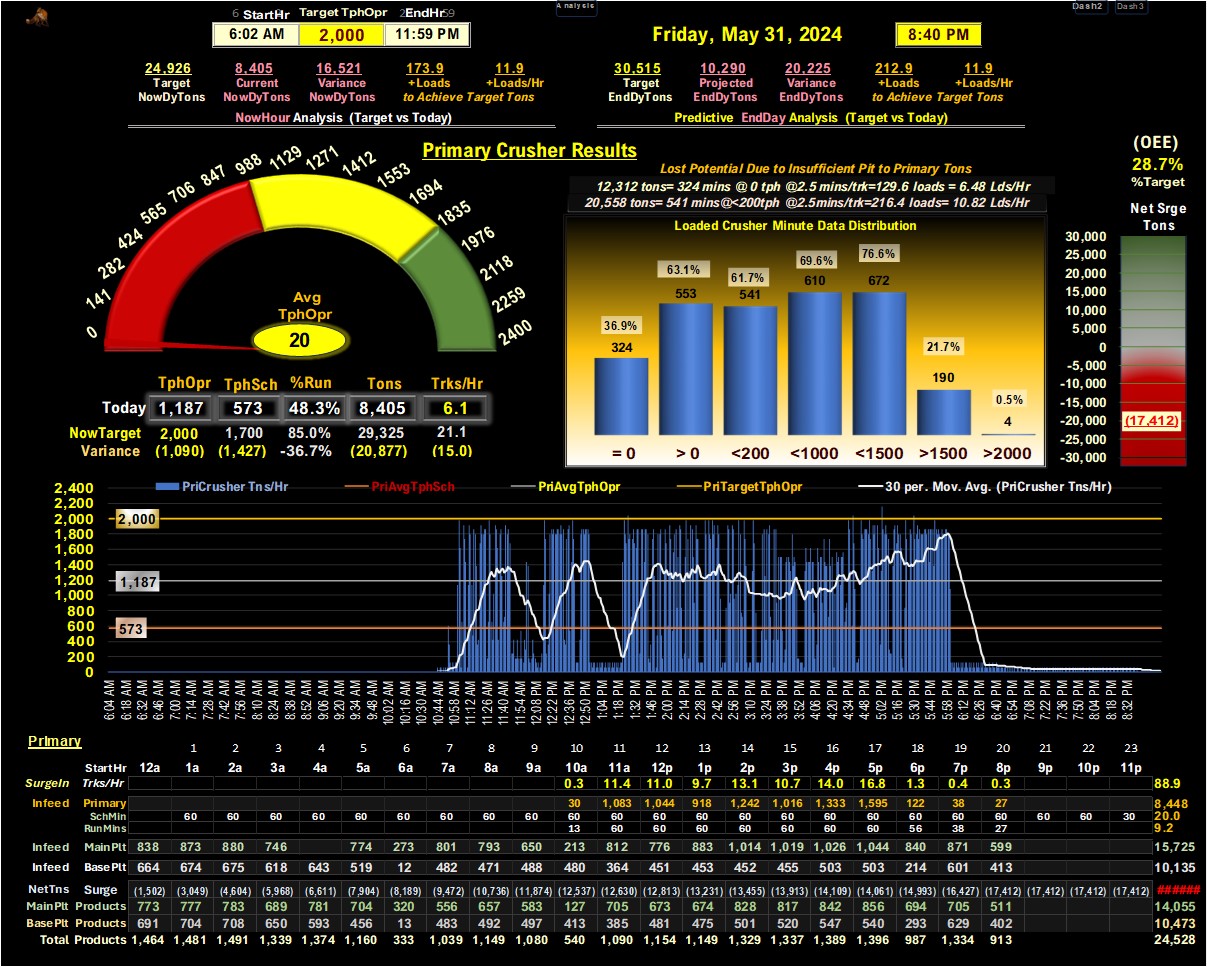 6 StartHr Target TphOpr 2EndHr59
6:02 AM 2,000 11:59 PM
Analysis
Friday, May 31, 2024
8:40 PM
Dash2 Dash3
24,926 8,405 16,521 173.9 11.9
Target Current Variance +Loads +Loads/Hr
NowDyTons NowDyTons NowDyTons to Achieve Target Tons
NowHour Analysis (Target vs Today)
30,515 10,290 20,225 212.9 11.9
Target Projected Variance +Loads +Loads/Hr
EndDyTons EndDyTons EndDyTons to Achieve Target Tons
Predictive EndDay Analysis (Target vs Today)
Primary Crusher Results
0 141 282 424 565 706 847 988 1129 1271 1412 1553 1694 1835 1976 2118 2259 2400
Avg
TphOpr
20
TphOpr TphSch %Run Tons Trks/Hr
Today 1,187 573 48.3% 8,405 6.1
NowTarget 2,000 1,700 85.0% 29,325 21.1
Variance (1,090) (1,427) -36.7% (20,877) (15.0)
Lost Potential Due to Insufficient Pit to Primary Tons
12,312 tons= 324 mins @ 0 tph @2.5 mins/trk=129.6 loads = 6.48 Lds/Hr
20,558 tons= 541 mins@<200tph @2.5mins/trk=216.4 loads= 10.82 Lds/Hr
Loaded Crusher Minute Data Distribution
36.9% 63.1% 61.7% 69.6% 76.6% 21.7% 0.5%
324 553 541 610 672 190 4
= 0 > 0 <200 <1000 <1500 >1500 >2000
(OEE)
28.7%
%Target
Net Srge
Tons
30,000
25,000
20,000
15,000
10,000
5,000
0
-5,000
-10,000
-15,000
-20,000
-25,000
-30,000
(17,412)
PriCrusher Tns/Hr PriAvgTphSch PriAvgTphOpr PriTargetTphOpr 30 per. Mov. Avg. (PriCrusher Tns/Hr)
2,400
2,200
2,000
1,800
1,600
1,400
1,200
1,000
800
600
400
200
0
2,000
1,187
573
6:04 AM 6:18 AM 6:32 AM 6:46 AM 7:00 AM 7:14 AM 7:28 AM 7:42 AM 7:56 AM 8:10 AM 8:24 AM 8:38 AM 8:52 AM 9:06 AM 9:20 AM 9:34 AM 9:48 AM 10:02 AM 10:16 AM 10:30 AM 10:44 AM 10:58 AM 11:12 AM 11:26 AM 11:40 AM 11:54 AM 12:08 PM 12:22 PM 12:36 PM 12:50 PM 1:04 PM 1:18 PM 1:32 PM 1:46 PM 2:00 PM 2:14 PM 2:28 PM 2:42 PM 2:56 PM 3:10 PM 3:24 PM 3:38 PM 3:52 PM 4:06 PM 4:20 PM 4:34 PM 4:48 PM 5:02 PM 5:16 PM 5:30 PM 5:44 PM 5:58 PM 6:12 PM 6:26 PM 6:40 PM 6:54 PM 7:08 PM 7:22 PM 7:36 PM 7:50 PM 8:04 PM 8:18 PM 8:32 PM
Primary
1 2 3 4 5 6 7 8 9 10 11 12 13 14 15 16 17 18 19 20 21 22 23
StartHr 12a 1a 2a 3a 4a 5a 6a 7a 8a 9a 10a 11a 12p 1p 2p 3p 4p 5p 6p 7p 8p 9p 10p 11p
SurgeIn Trks/Hr 0.3 11.4 11.0 9.7 13.1 10.7 14.0 16.8 1.3 0.4 0.3 88.9
Infeed Primary 30 1,083 1,044 918 1,242 1,016 1,333 1,595 122 38 27 8,448
SchMin 60 60 60 60 60 60 60 60 60 60 60 60 60 60 60 60 60 60 60 60 60 60 30 20.0
RunMins 13 60 60 60 60 60 60 60 56 38 27 9.2
Infeed MainPlt 838 873 880 746 774 273 801 793 650 213 812 776 883 1,014 1,019 1,026 1,044 840 871 599 15,725
Infeed BasePlt 664 674 675 618 643 519 12 482 471 488 480 364 451 453 452 455 503 503 214 601 413 10,135
NetTns Surge (1,502) (3,049) (4,604) (5,968) (6,611) (7,904) (8,189) (9,472) (10,736) (11,874) (12,537) (12,630) (12,813) (13,231) (13,455) (13,913) (14,109) (14,061) (14,993) (16,427) (17,412) (17,412) (17,412) (17,412) ######
MainPlt Products 773 777 783 689 781 704 320 556 657 583 127 705 673 674 828 817 842 856 694 705 511 14,055
BasePlt Products 691 704 708 650 593 456 13 483 492 497 413 385 481 475 501 520 547 540 293 629 402 10,473
Total Products 1,464 1,481 1,491 1,339 1,374 1,160 333 1,039 1,149 1,080 540 1,090 1,154 1,149 1,329 1,337 1,389 1,396 987 1,334 913 24,528